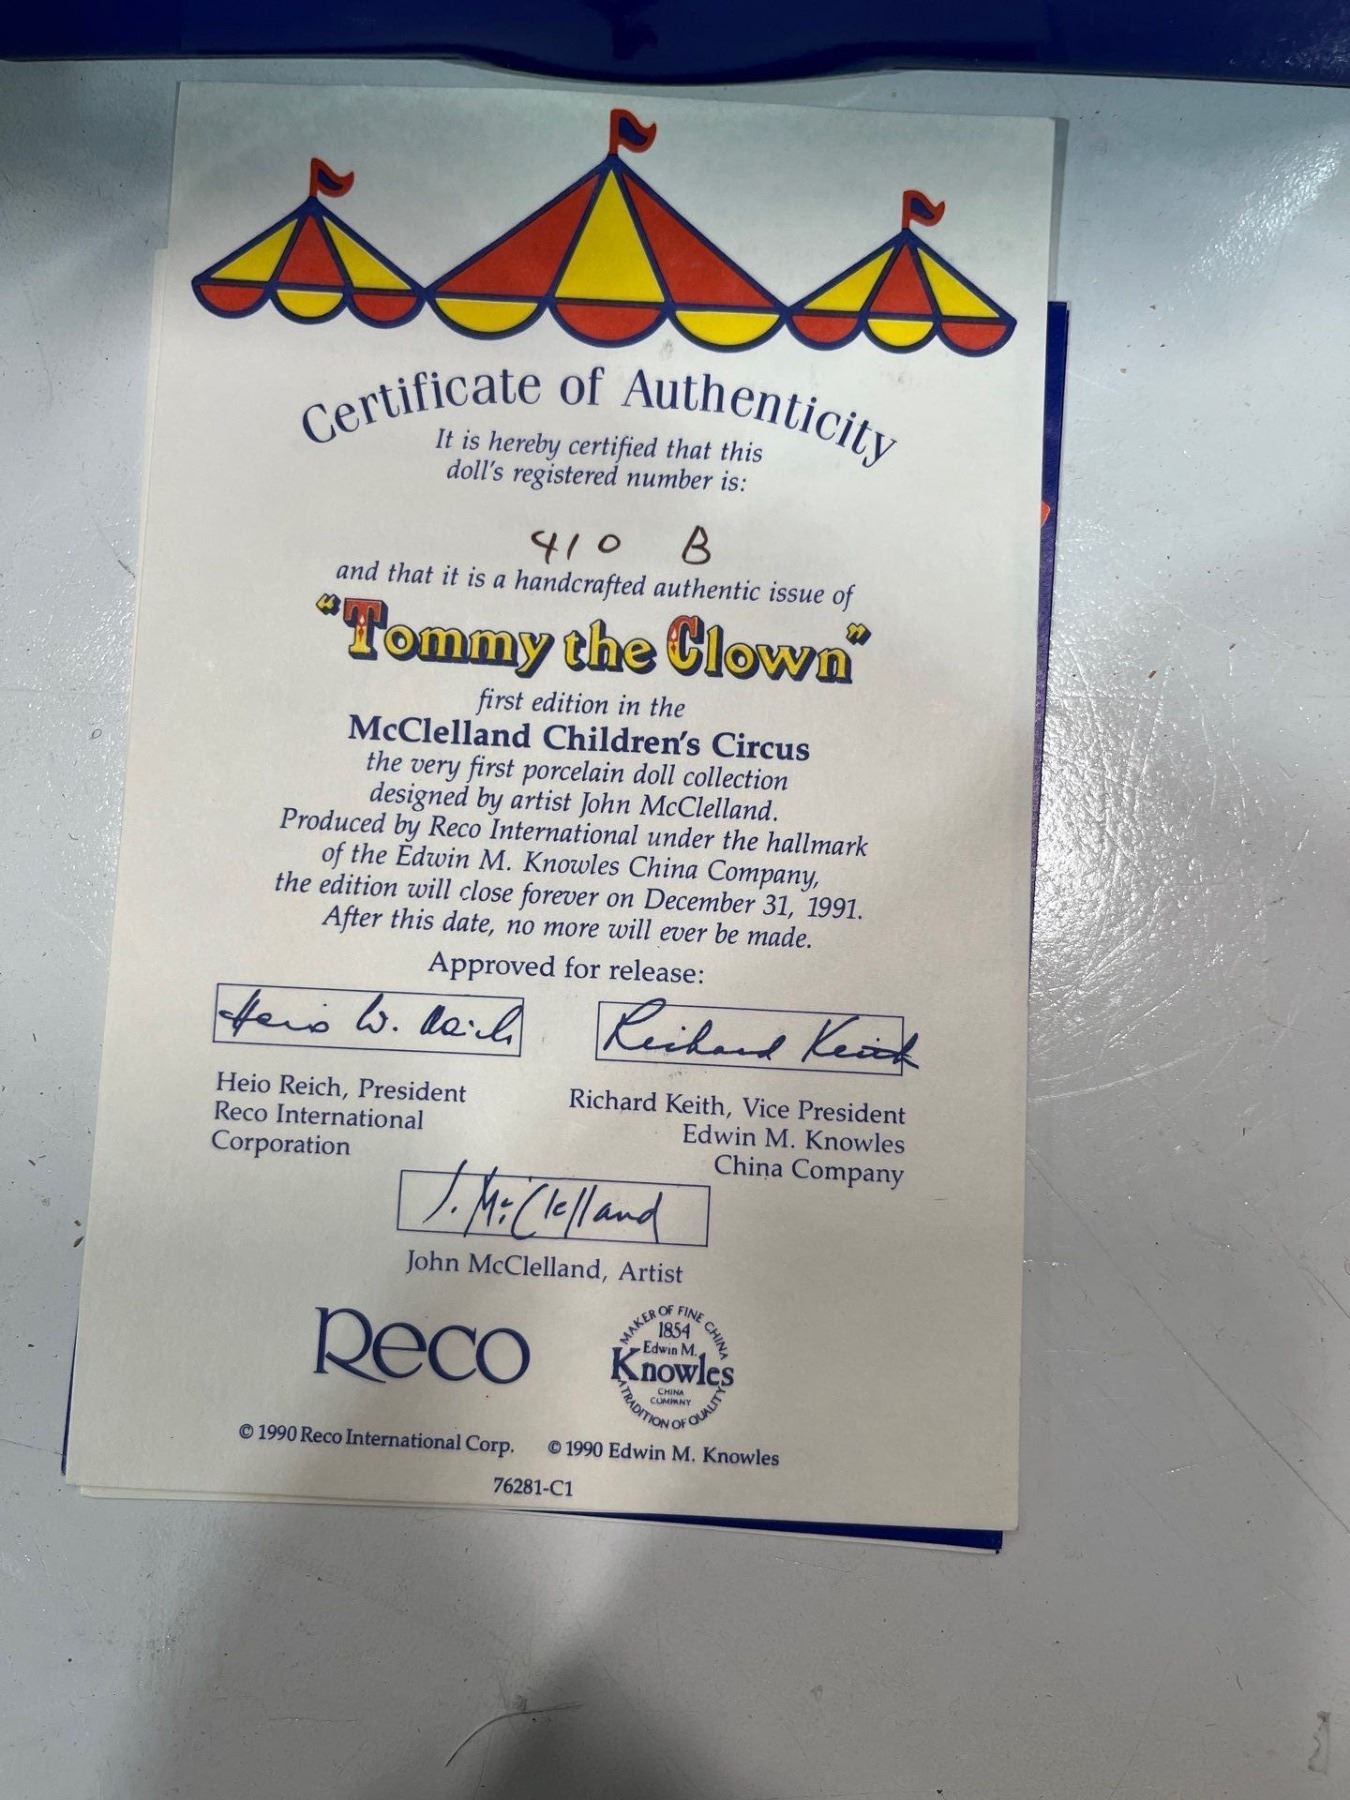 Certificate of Authenticity
It is hereby certified that this
doll's registered number is:
410 B
and that it is a handcrafted authentic issue of
"Tommy the Clown"
first edition in the
McClelland Children's Circus
the very first porcelain doll collection
designed by artist John McClelland.
Produced by Reco International under the hallmark
of the Edwin M. Knowles China Company,
the edition will close forever on December 31, 1991.
After this date, no more will ever be made.
Approved for release:
Heio W. Reich
Richard Keith
Heio Reich, President
Reco International
Corporation
Richard Keith, Vice President
Edwin M. Knowles
China Company
J. McClelland
John McClelland, Artist
Reco
MAKER OF FINE CHINA
1854
Edwin M.
Knowles
CHINA
COMPANY
TRADITION OF QUALITY
© 1990 Reco International Corp.
© 1990 Edwin M. Knowles
76281-C1